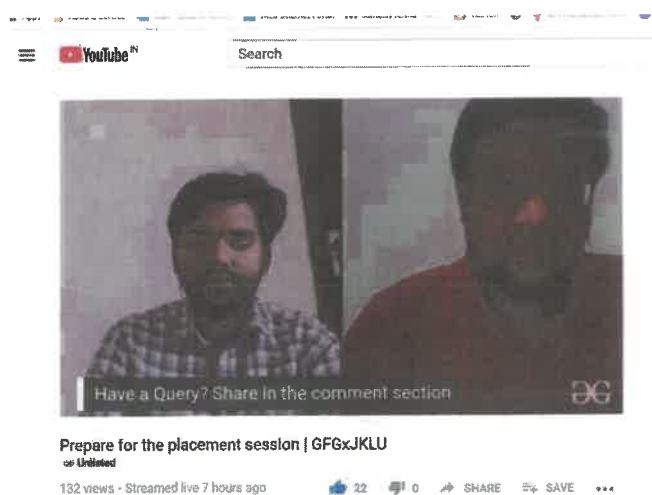 YouTube IN
Search
Have a Query? Share in the comment section
GG
Prepare for the placement session | GFGxJKLU
Unlisted
132 views • Streamed live 7 hours ago 22 0 SHARE SAVE